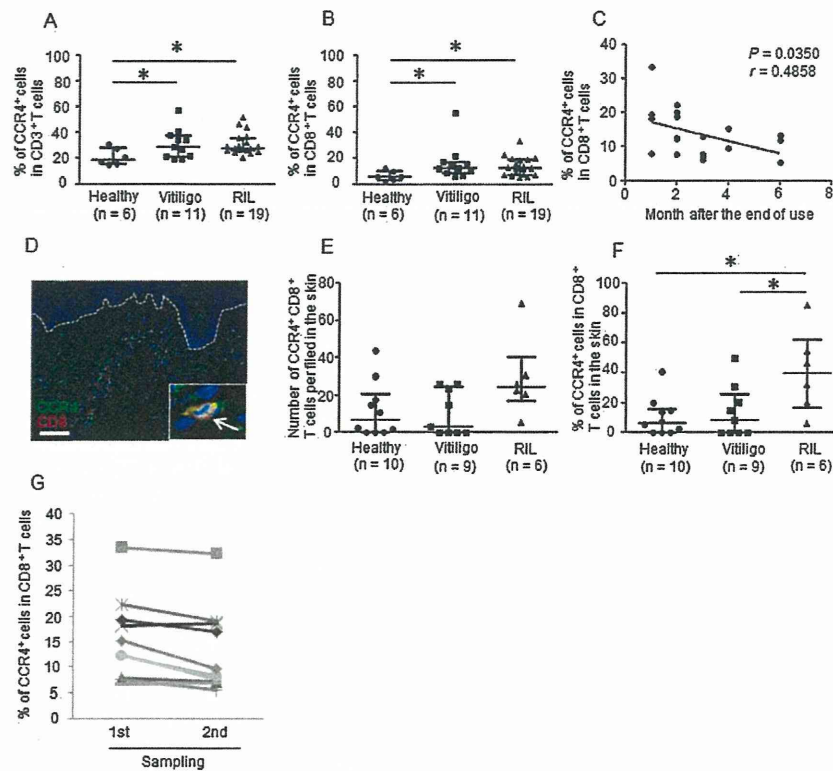 A
% of CCR4+ cells
in CD3+ T cells
100
80
60
40
20
0
*
*
Healthy
(n = 6)
Vitiligo
(n = 11)
RIL
(n = 19)
B
% of CCR4+ cells
in CD8+ T cells
100
80
60
40
20
0
*
*
Healthy
(n = 6)
Vitiligo
(n = 11)
RIL
(n = 19)
C
% of CCR4+ cells
in CD8+ T cells
40
30
20
10
0
P = 0.0350
r = 0.4858
0
2
4
6
8
Month after the end of use
D
CCR4
CD8
E
Number of CCR4+ CD8+
T cells per filed in the skin
80
60
40
20
0
Healthy
(n = 10)
Vitiligo
(n = 9)
RIL
(n = 6)
F
% of CCR4+ cells in CD8+
T cells in the skin
100
80
60
40
20
0
*
*
Healthy
(n = 10)
Vitiligo
(n = 9)
RIL
(n = 6)
G
% of CCR4+ cells in CD8+ T cells
40
35
30
25
20
15
10
5
0
1st
2nd
Sampling